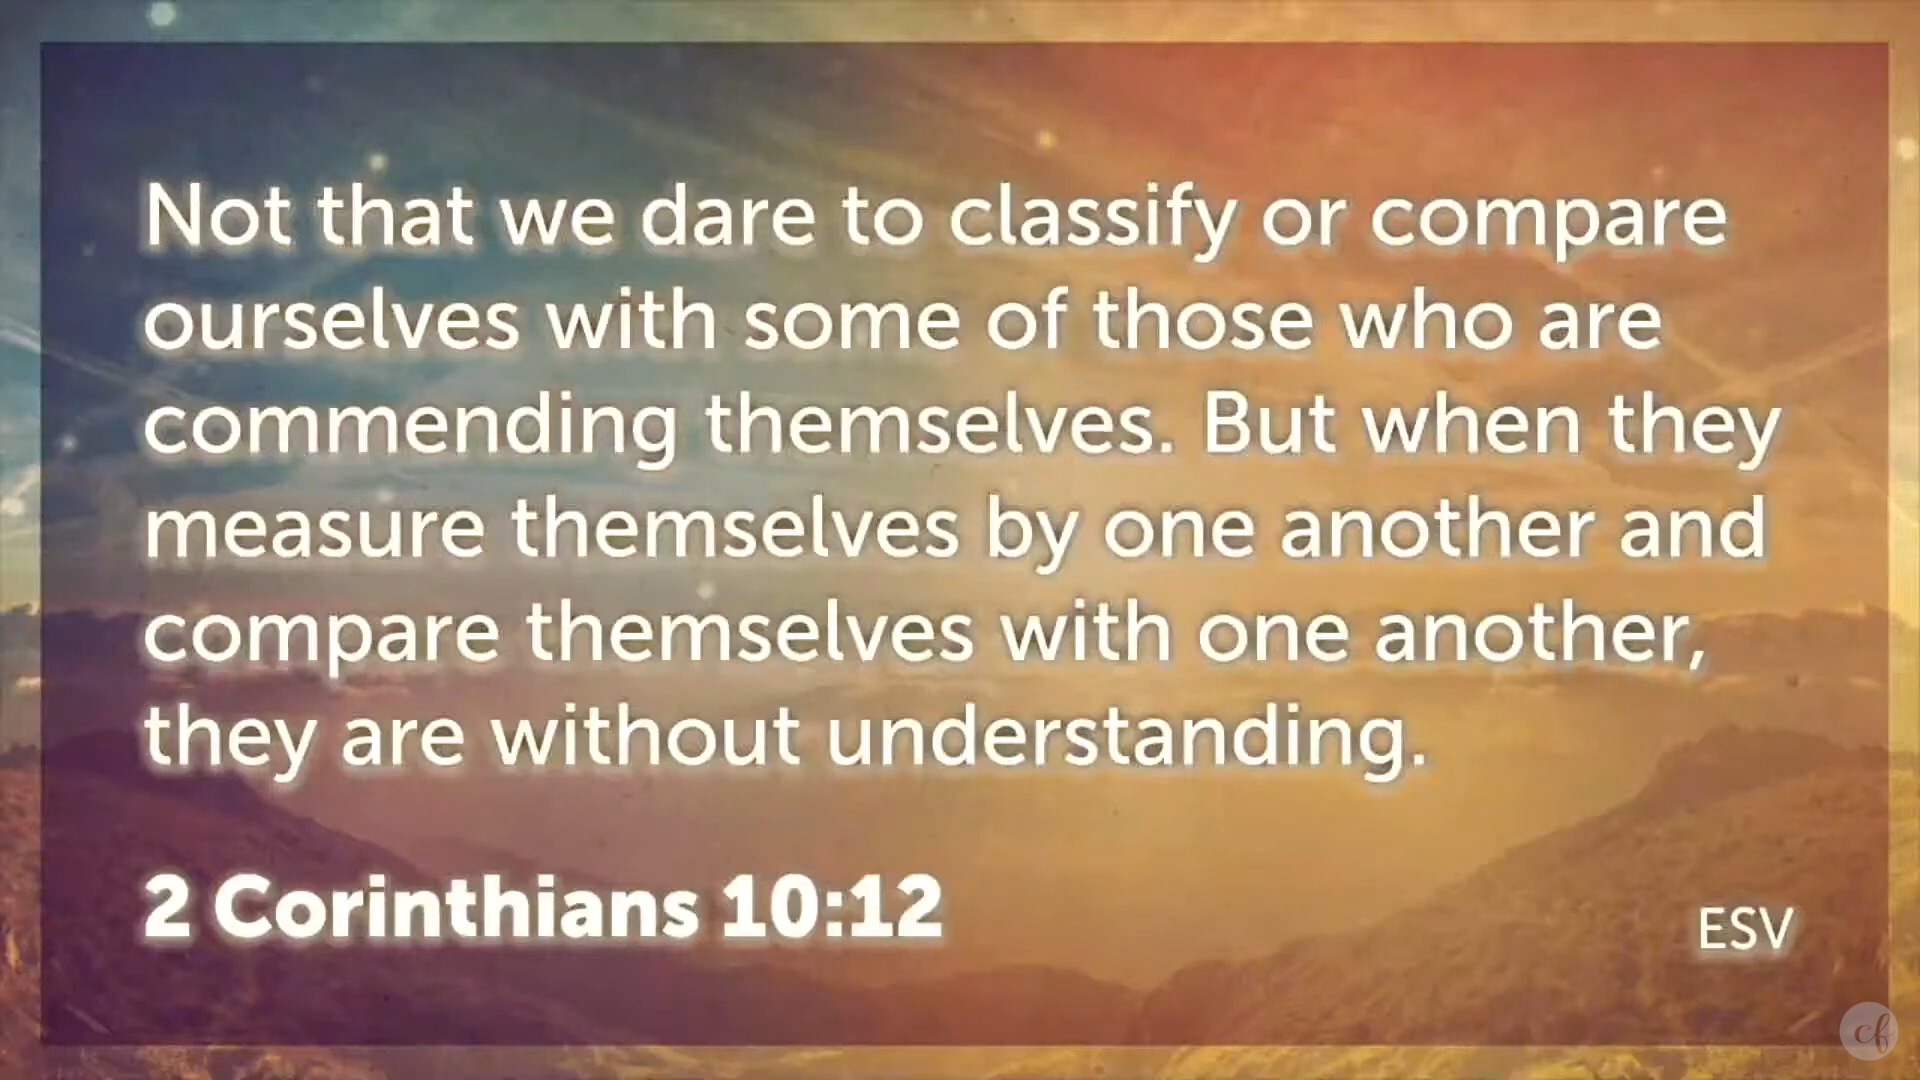 Not that we dare to classify or compare
ourselves with some of those who are
commending themselves. But when they
measure themselves by one another and
compare themselves with one another,
they are without understanding.
2 Corinthians 10:12
ESV
cf